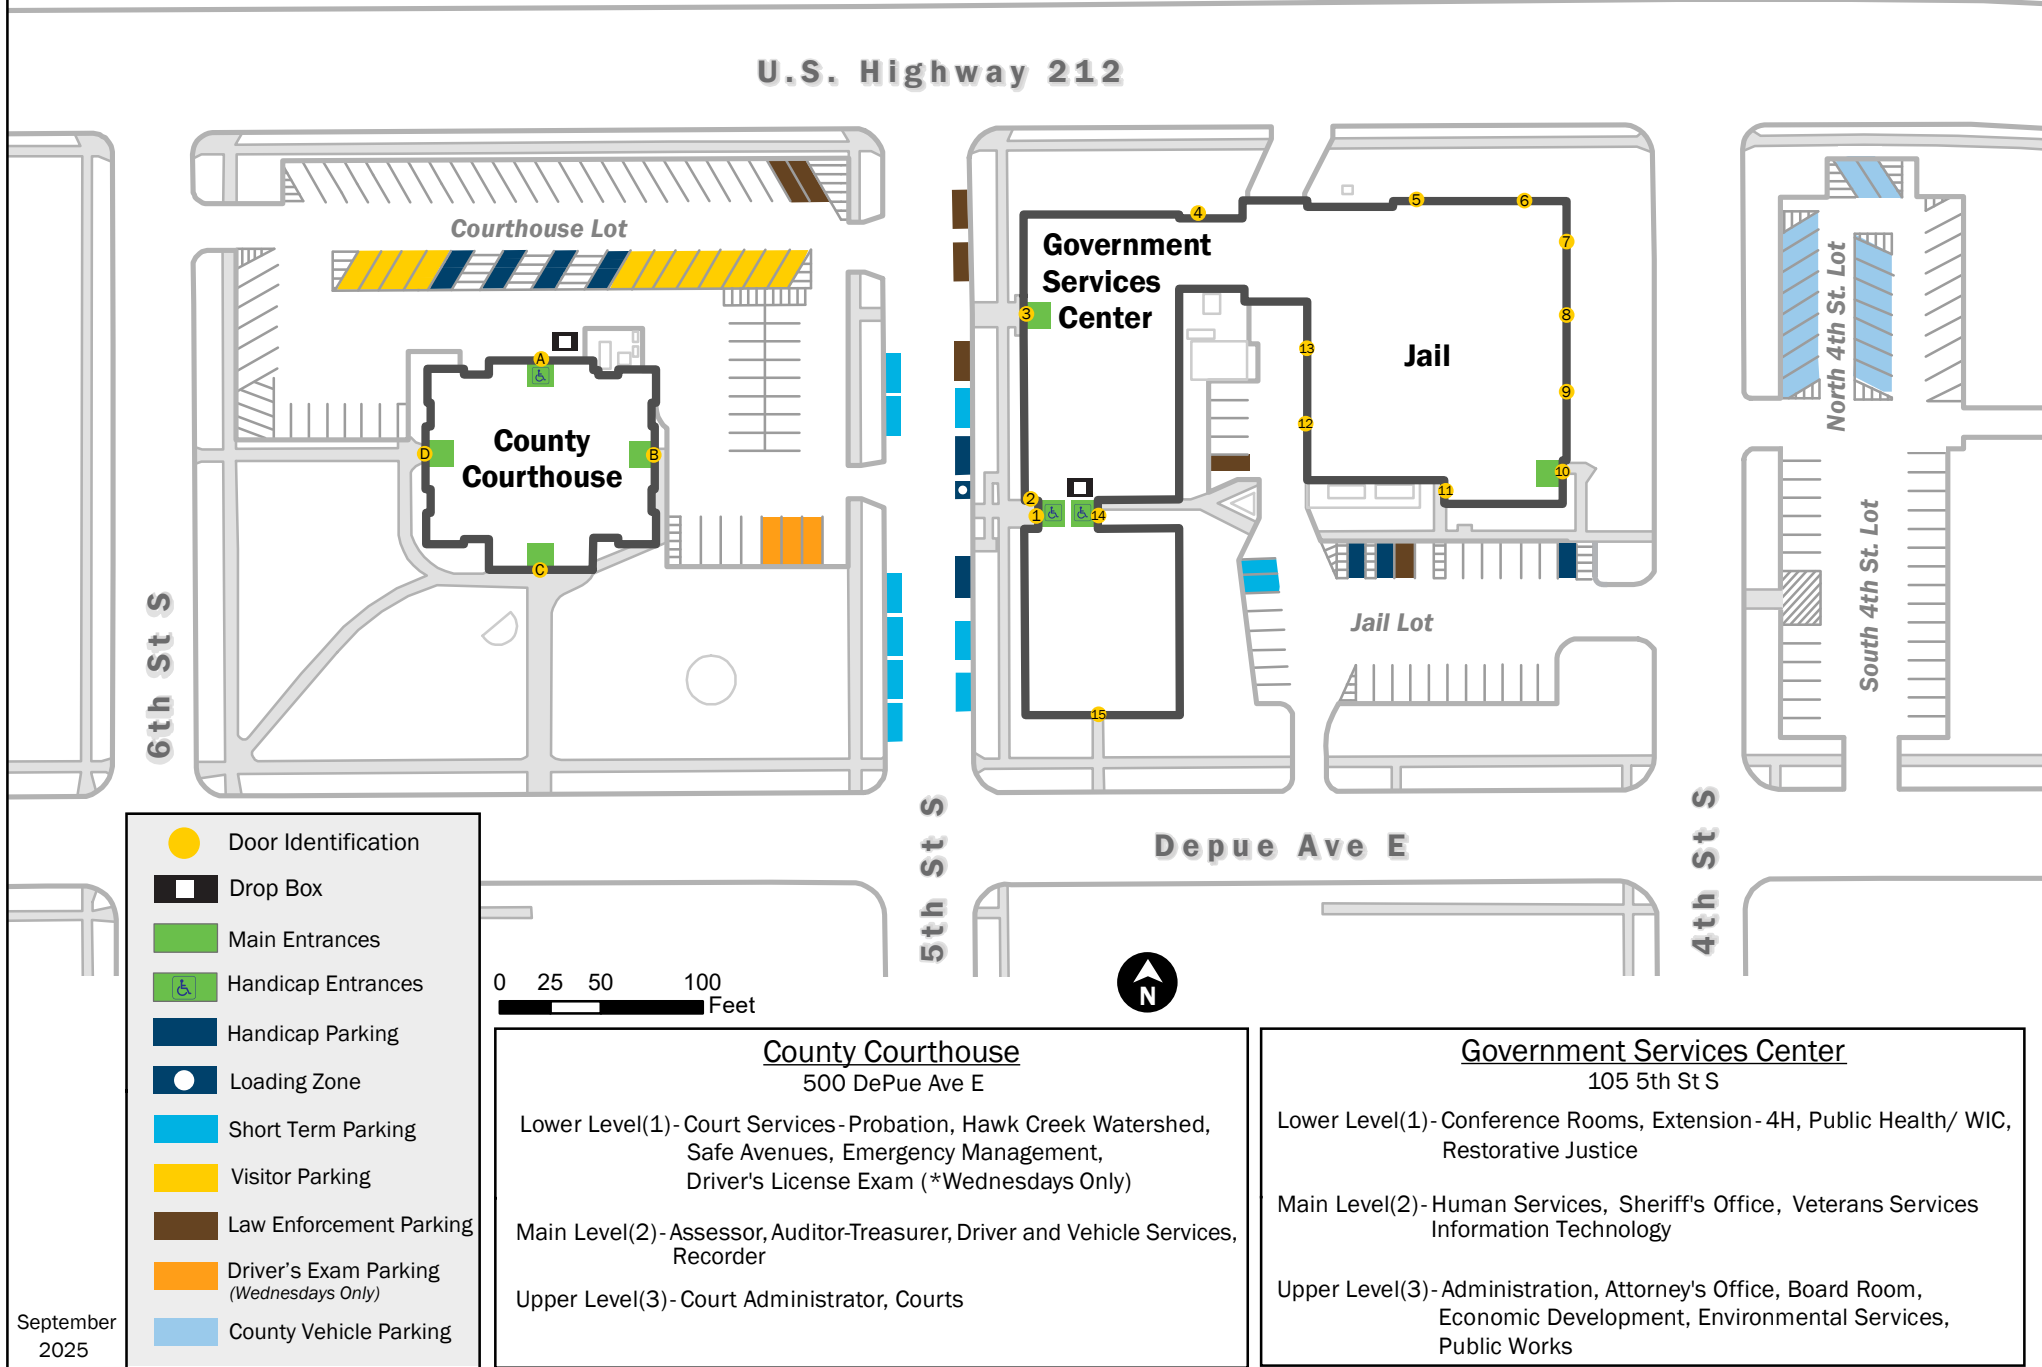 U.S. Highway 212
Courthouse Lot
Government
Services
Center
Jail
County
Courthouse
A
B
C
D
1
2
3
4
5
6
7
8
9
10
11
12
13
14
15
North 4th St. Lot
South 4th St. Lot
Jail Lot
6th St S
5th St S
4th St S
Depue Ave E
Door Identification
Drop Box
Main Entrances
Handicap Entrances
Handicap Parking
Loading Zone
Short Term Parking
Visitor Parking
Law Enforcement Parking
Driver's Exam Parking
(Wednesdays Only)
County Vehicle Parking
September
2025
0 25 50 100
Feet
N
County Courthouse
500 DePue Ave E
Lower Level(1)-Court Services-Probation, Hawk Creek Watershed,
Safe Avenues, Emergency Management,
Driver's License Exam (*Wednesdays Only)
Main Level(2)-Assessor, Auditor-Treasurer, Driver and Vehicle Services,
Recorder
Upper Level(3)-Court Administrator, Courts
Government Services Center
105 5th St S
Lower Level(1)-Conference Rooms, Extension-4H, Public Health/ WIC,
Restorative Justice
Main Level(2)-Human Services, Sheriff's Office, Veterans Services
Information Technology
Upper Level(3)-Administration, Attorney's Office, Board Room,
Economic Development, Environmental Services,
Public Works